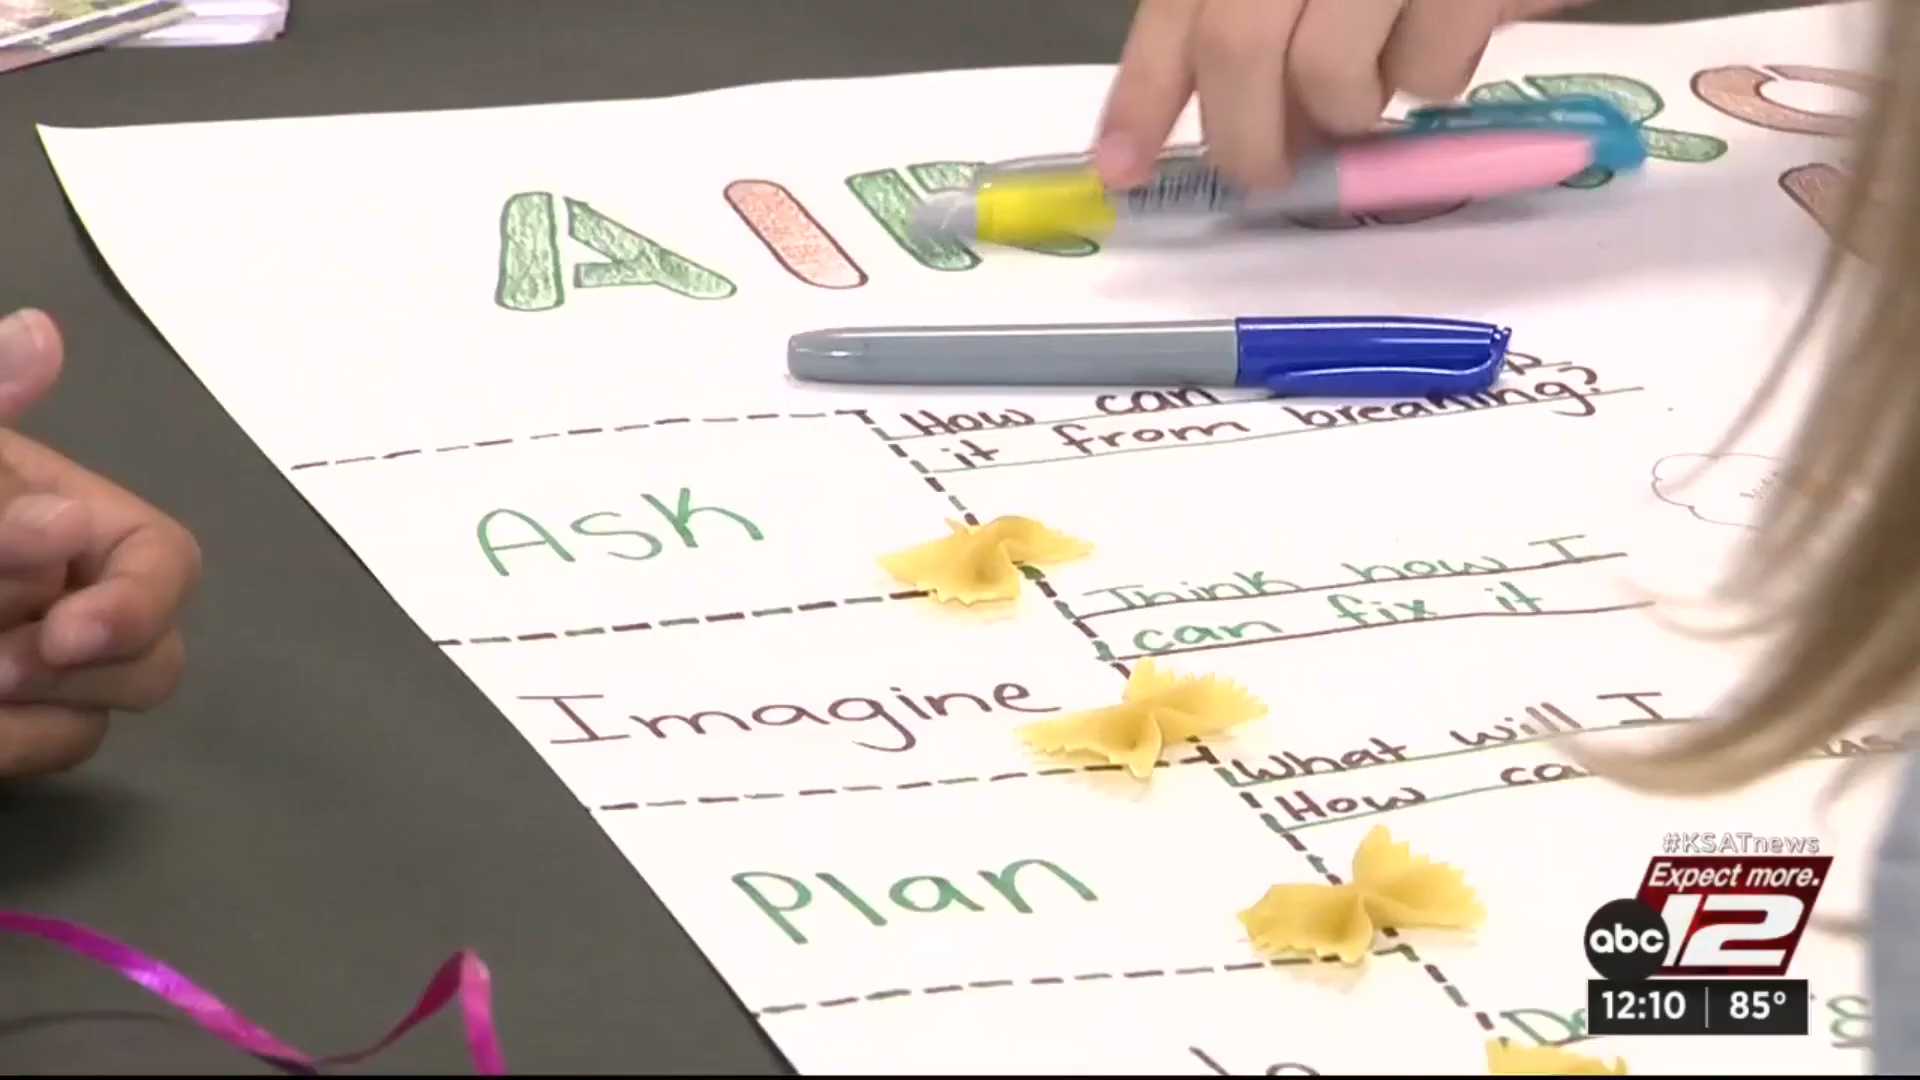 AIR
How can
it from breaking?
Ask
Think how I
can fix it
Imagine
What will I
How
Plan
#KSATnews
Expect more.
abc 12
12:10 85°